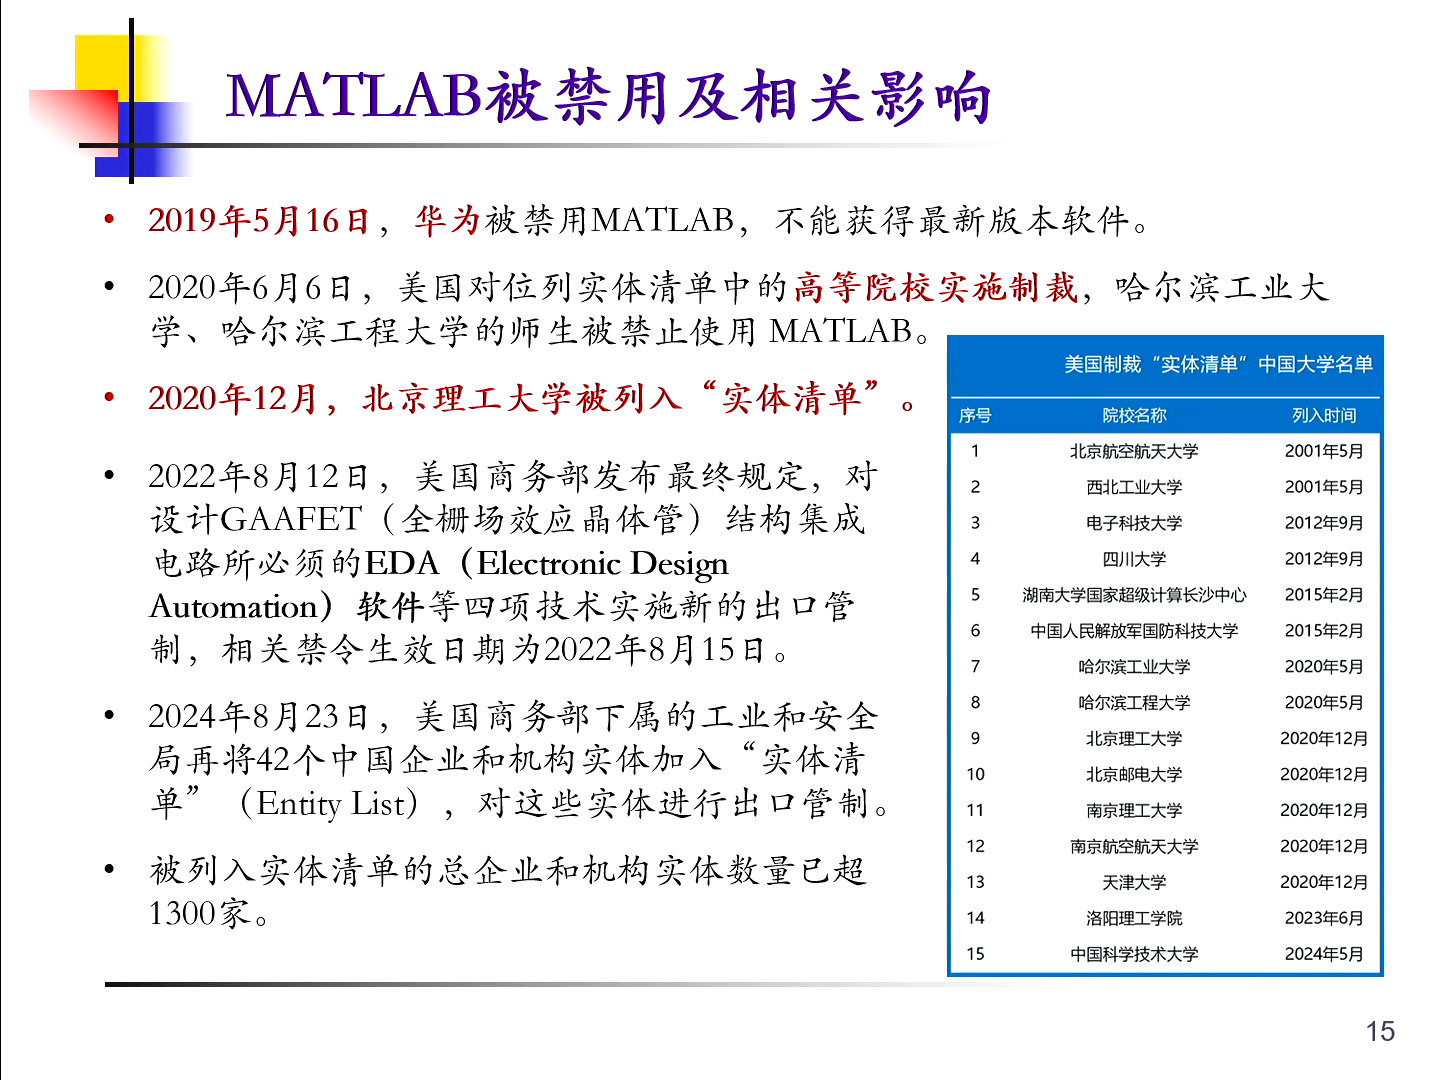 MATLAB被禁用及相关影响
• 2019年5月16日，华为被禁用MATLAB，不能获得最新版本软件。
• 2020年6月6日，美国对位列实体清单中的高等院校实施制裁，哈尔滨工业大
学、哈尔滨工程大学的师生被禁止使用 MATLAB。
• 2020年12月，北京理工大学被列入“实体清单”。
• 2022年8月12日，美国商务部发布最终规定，对
设计GAAFET（全栅场效应晶体管）结构集成
电路所必须的EDA（Electronic Design
Automation）软件等四项技术实施新的出口管
制，相关禁令生效日期为2022年8月15日。
• 2024年8月23日，美国商务部下属的工业和安全
局再将42个中国企业和机构实体加入“实体清
单”（Entity List），对这些实体进行出口管制。
• 被列入实体清单的总企业和机构实体数量已超
1300家。
美国制裁“实体清单”中国大学名单
序号 院校名称 列入时间
1 北京航空航天大学 2001年5月
2 西北工业大学 2001年5月
3 电子科技大学 2012年9月
4 四川大学 2012年9月
5 湖南大学国家超级计算长沙中心 2015年2月
6 中国人民解放军国防科技大学 2015年2月
7 哈尔滨工业大学 2020年5月
8 哈尔滨工程大学 2020年5月
9 北京理工大学 2020年12月
10 北京邮电大学 2020年12月
11 南京理工大学 2020年12月
12 南京航空航天大学 2020年12月
13 天津大学 2020年12月
14 洛阳理工学院 2023年6月
15 中国科学技术大学 2024年5月
15